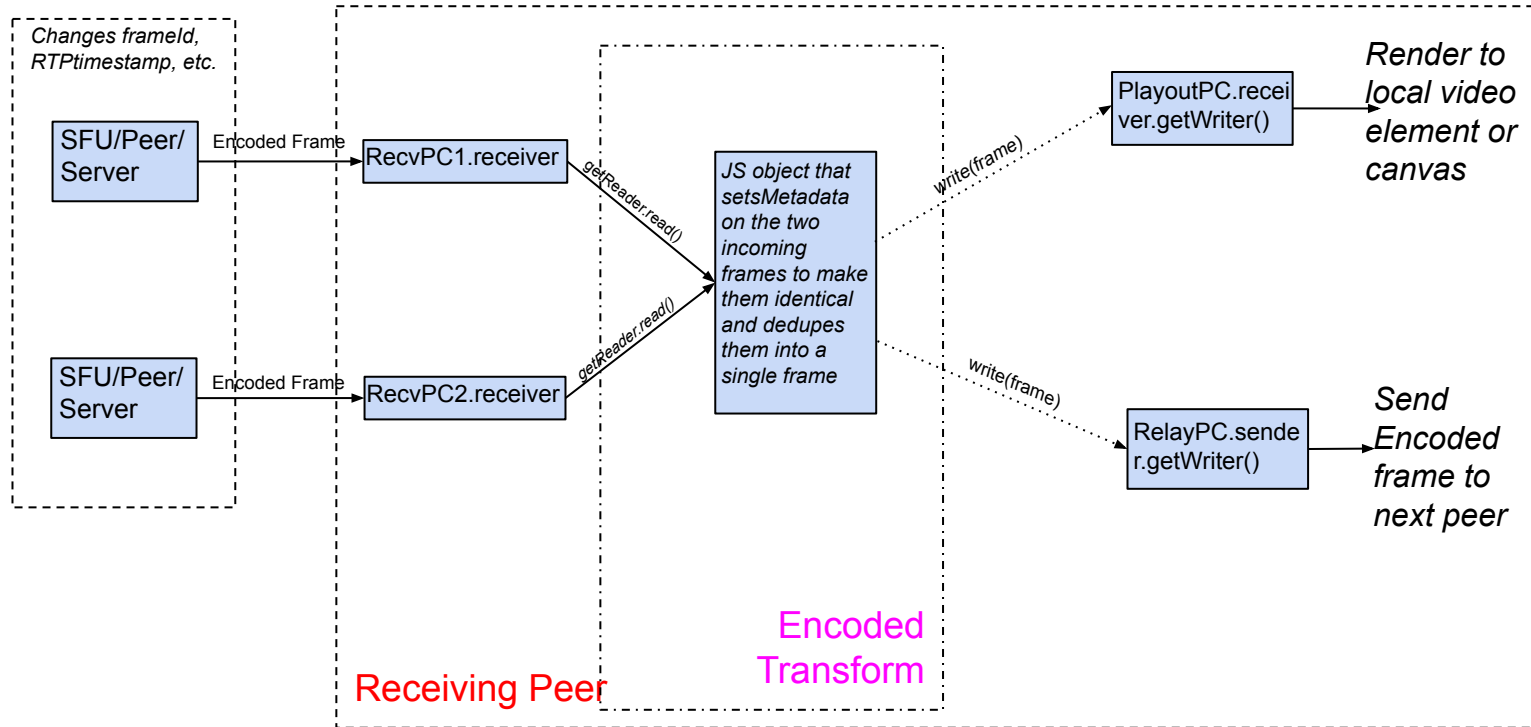 Changes frameId,
RTPtimestamp, etc.
SFU/Peer/
Server
Encoded Frame
RecvPC1.receiver
getReader.read()
SFU/Peer/
Server
Encoded Frame
RecvPC2.receiver
getReader.read()
JS object that
setsMetadata
on the two
incoming
frames to make
them identical
and dedupes
them into a
single frame
write(frame)
PlayoutPC.recei
ver.getWriter()
Render to
local video
element or
canvas
write(frame)
RelayPC.sende
r.getWriter()
Send
Encoded
frame to
next peer
Encoded
Transform
Receiving Peer